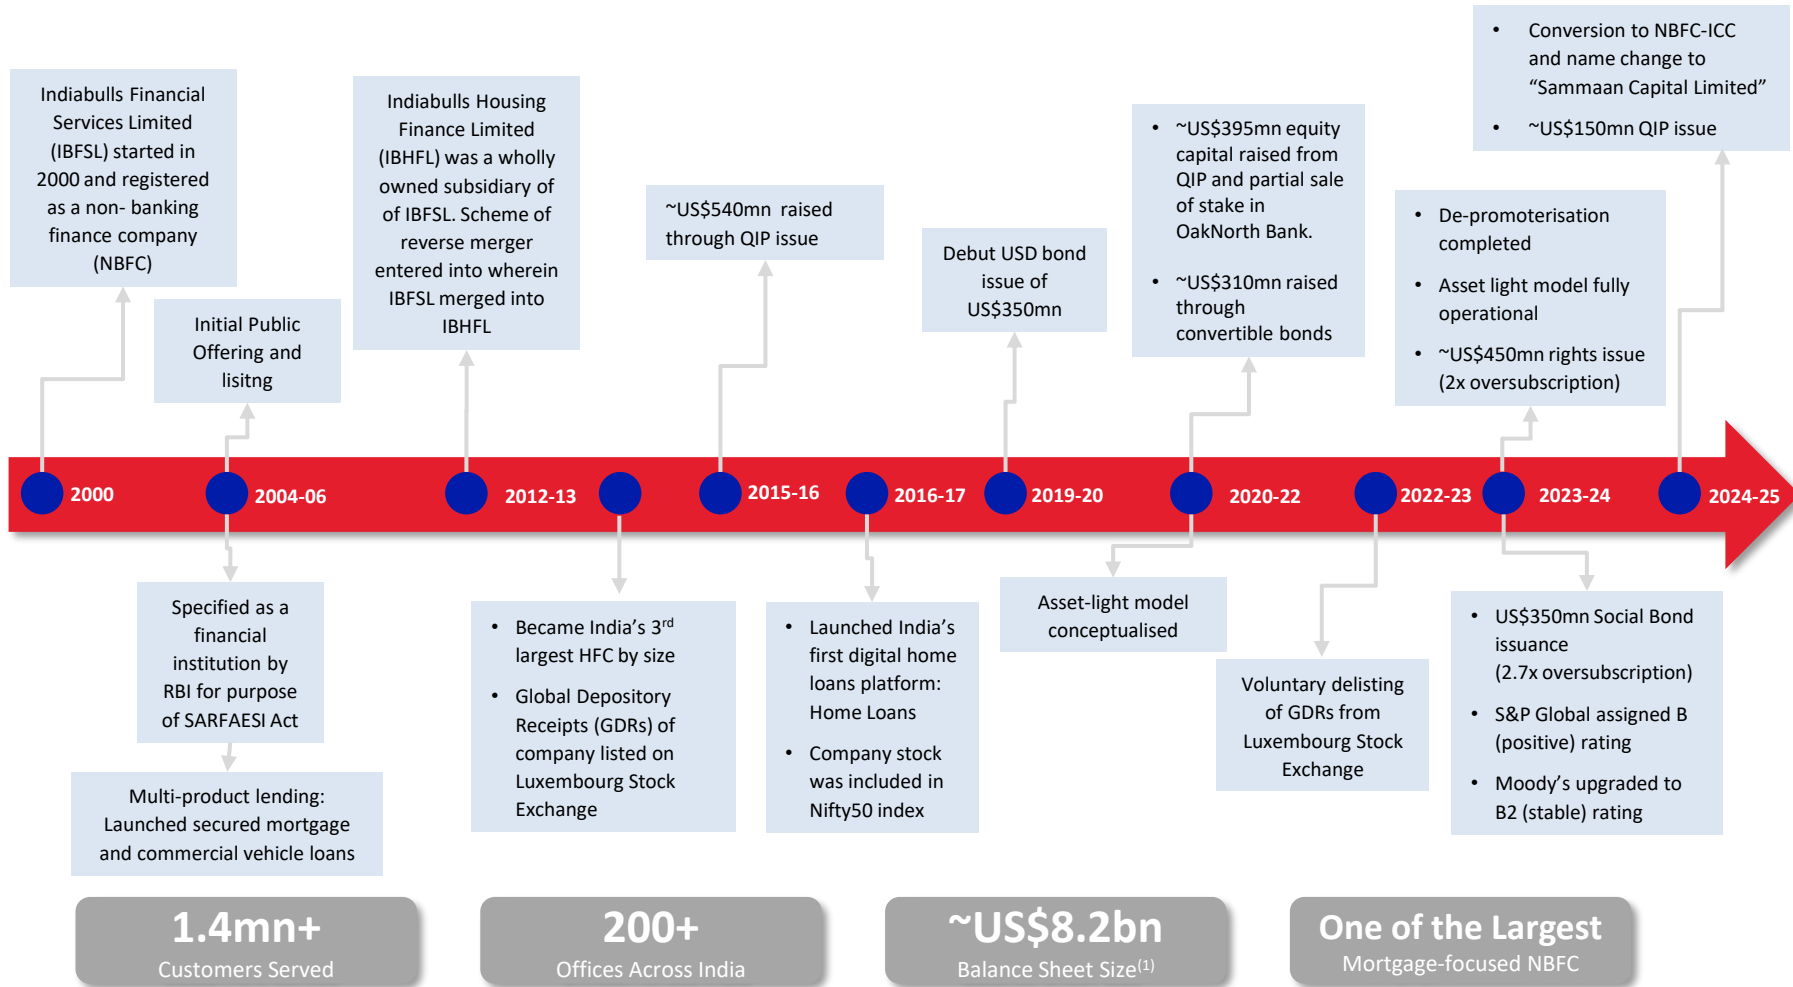 Indiabulls Financial
Services Limited
(IBFSL) started in
2000 and registered
as a non- banking
finance company
(NBFC)
Initial Public
Offering and
lisitng
Indiabulls Housing
Finance Limited
(IBHFL) was a wholly
owned subsidiary of
of IBFSL. Scheme of
reverse merger
entered into wherein
IBFSL merged into
IBHFL
~US$540mn raised
through QIP issue
Debut USD bond
issue of
US$350mn
• ~US$395mn equity
capital raised from
QIP and partial sale
of stake in
OakNorth Bank.
• ~US$310mn raised
through
convertible bonds
• De-promoterisation
completed
• Asset light model fully
operational
• ~US$450mn rights issue
(2x oversubscription)
• Conversion to NBFC-ICC
and name change to
“Sammaan Capital Limited”
• ~US$150mn QIP issue
2000
2004-06
2012-13
2015-16
2016-17
2019-20
2020-22
2022-23
2023-24
2024-25
Specified as a
financial
institution by
RBI for purpose
of SARFAESI Act
Multi-product lending:
Launched secured mortgage
and commercial vehicle loans
• Became India’s 3rd
largest HFC by size
• Global Depository
Receipts (GDRs) of
company listed on
Luxembourg Stock
Exchange
• Launched India’s
first digital home
loans platform:
Home Loans
• Company stock
was included in
Nifty50 index
Asset-light model
conceptualised
Voluntary delisting
of GDRs from
Luxembourg Stock
Exchange
• US$350mn Social Bond
issuance
(2.7x oversubscription)
• S&P Global assigned B
(positive) rating
• Moody’s upgraded to
B2 (stable) rating
1.4mn+
Customers Served
200+
Offices Across India
~US$8.2bn
Balance Sheet Size(1)
One of the Largest
Mortgage-focused NBFC